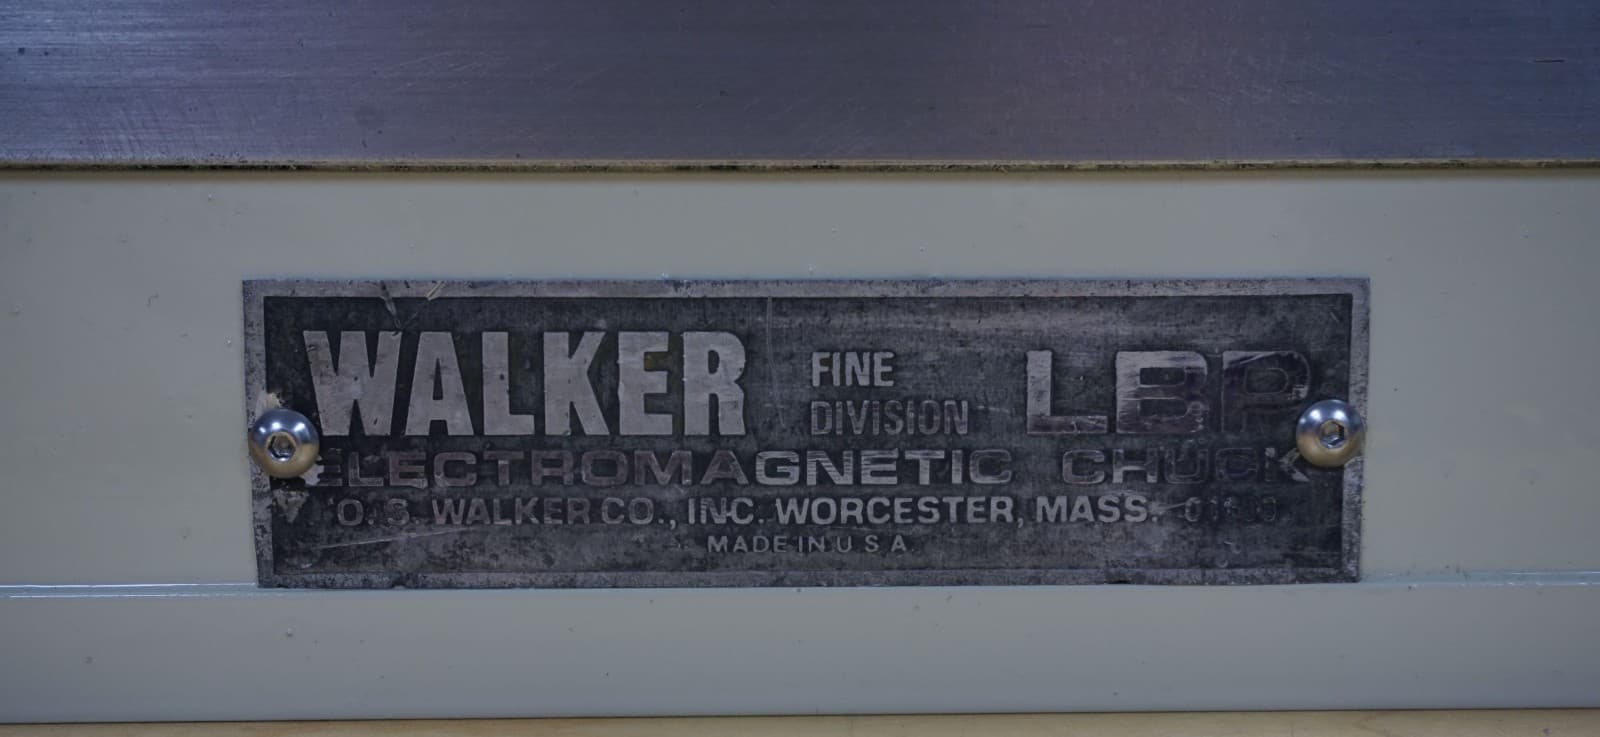 WALKER FINE DIVISION LBP
ELECTROMAGNETIC CHUCK
O.S. WALKER CO., INC. WORCESTER, MASS.
MADE IN U S A